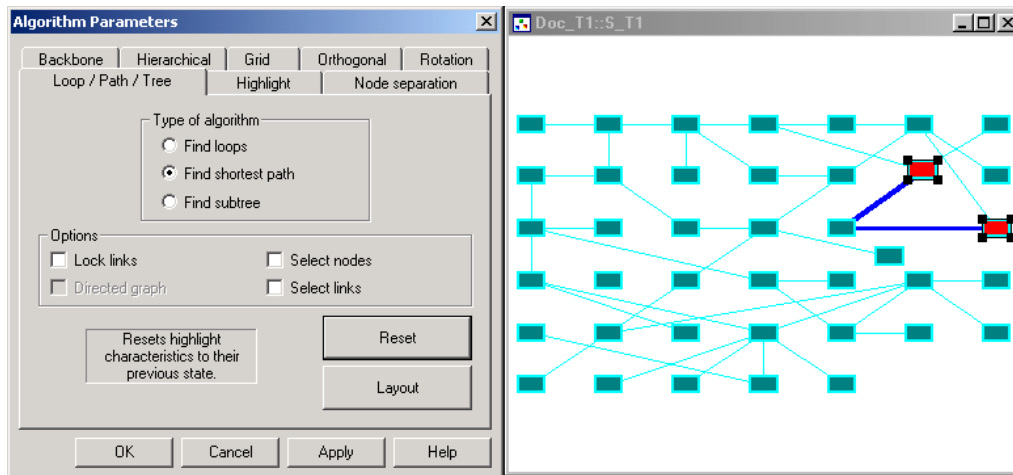 Algorithm Parameters
Backbone Hierarchical Grid Orthogonal Rotation
Loop / Path / Tree Highlight Node separation
Type of algorithm
Find loops
Find shortest path
Find subtree
Options
Lock links Select nodes
Directed graph Select links
Resets highlight
characteristics to their
previous state.
Reset
Layout
OK Cancel Apply Help
Doc_T1::S_T1